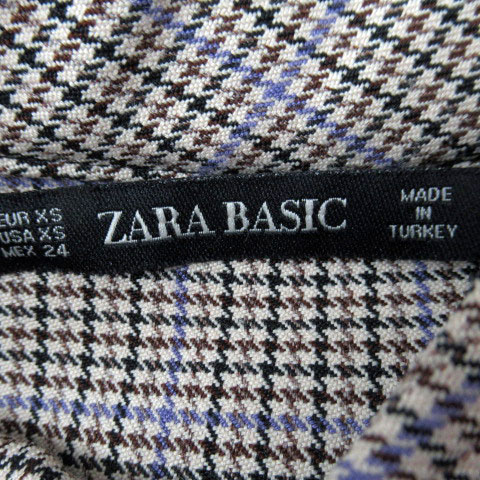 EUR XS
USA XS
MEX 24
ZARA BASIC
MADE
IN
TURKEY